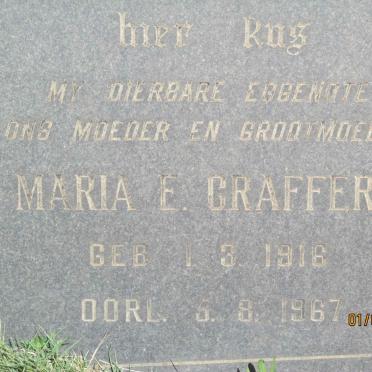 hier Rus
MY DIERBARE EGGENOTE
ONS MOEDER EN GROOTMOE
MARIA E. GRAFFER
GEB 1. 3. 1916
OORL. 5. 8. 1967
01/